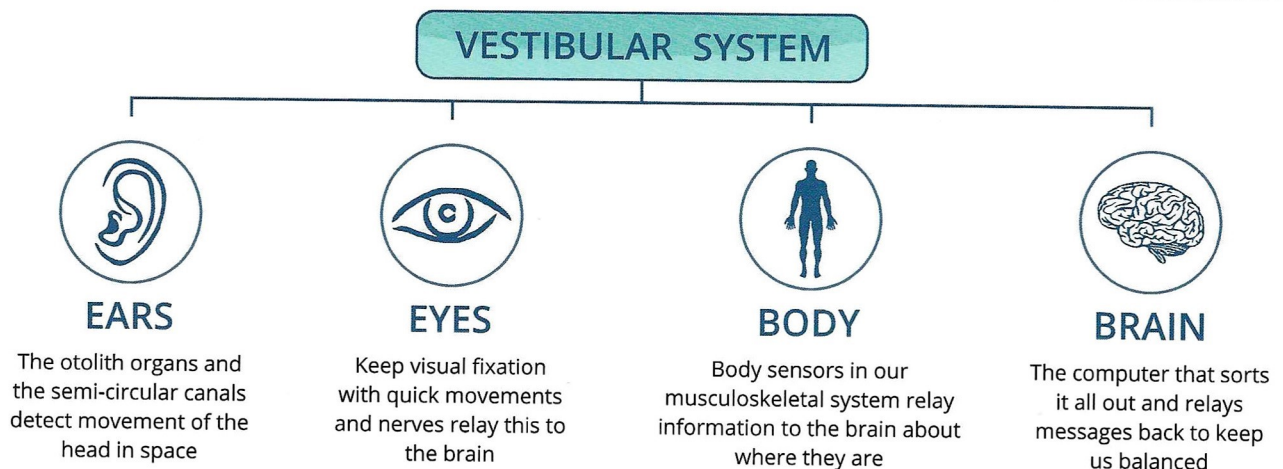 VESTIBULAR SYSTEM
EARS
The otolith organs and
the semi-circular canals
detect movement of the
head in space
EYES
Keep visual fixation
with quick movements
and nerves relay this to
the brain
BODY
Body sensors in our
musculoskeletal system relay
information to the brain about
where they are
BRAIN
The computer that sorts
it all out and relays
messages back to keep
us balanced